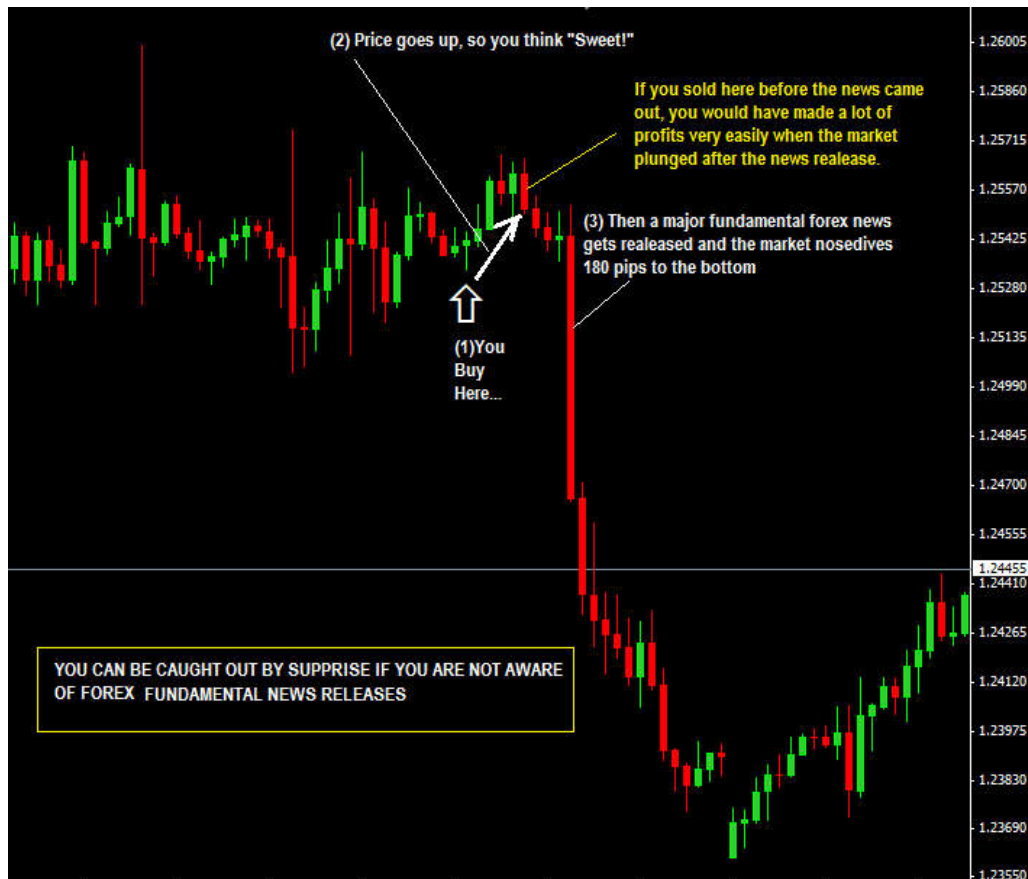 (2) Price goes up, so you think "Sweet!"
If you sold here before the news came
out, you would have made a lot of
profits very easily when the market
plunged after the news realease.
(3) Then a major fundamental forex news
gets realeased and the market nosedives
180 pips to the bottom
(1)You
Buy
Here...
YOU CAN BE CAUGHT OUT BY SUPPRISE IF YOU ARE NOT AWARE
OF FOREX FUNDAMENTAL NEWS RELEASES
1.26005
1.25860
1.25715
1.25570
1.25425
1.25280
1.25135
1.24990
1.24845
1.24700
1.24555
1.24455
1.24410
1.24265
1.24120
1.23975
1.23830
1.23690
1.23550